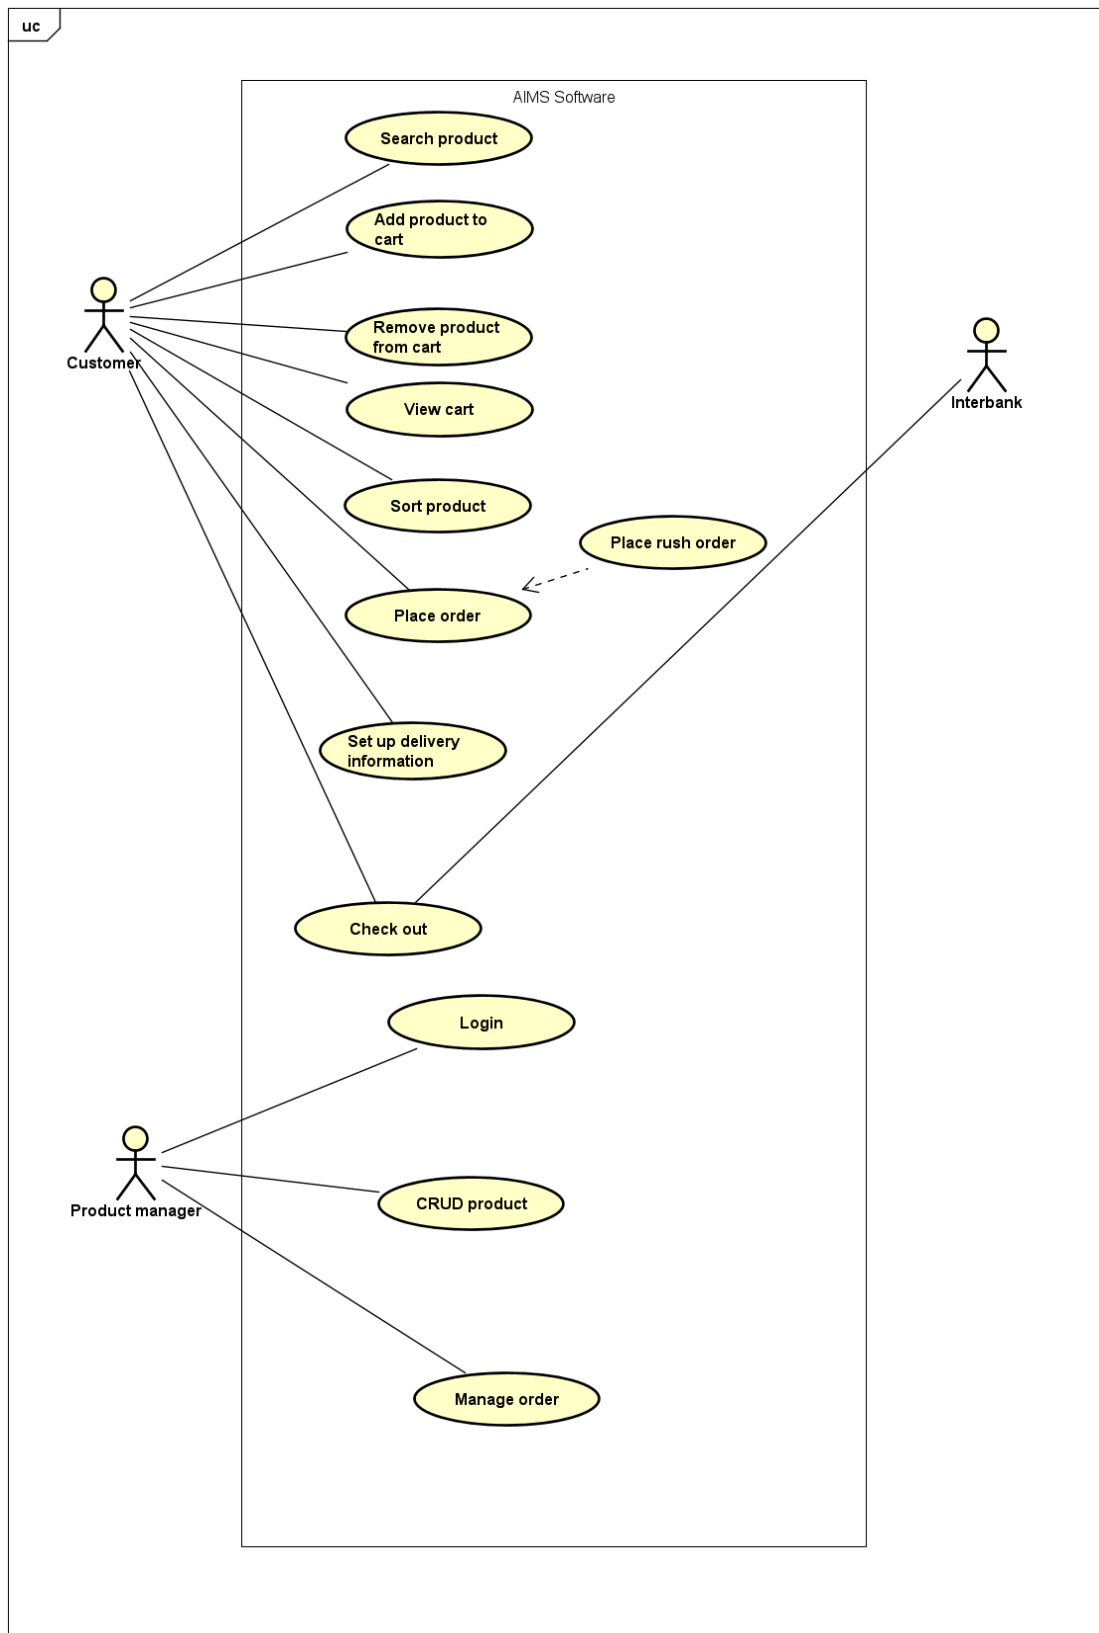 uc
AIMS Software
Search product
Add product to
cart
Customer
Remove product
from cart
Interbank
View cart
Sort product
Place rush order
Place order
Set up delivery
information
Check out
Login
Product manager
CRUD product
Manage order